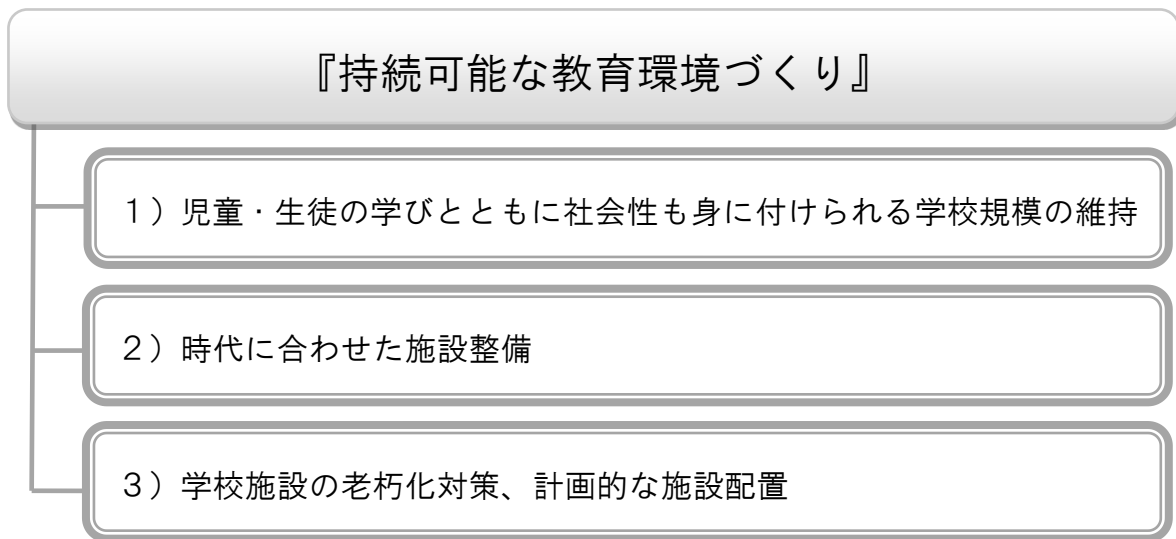 『持続可能な教育環境づくり』
１）児童・生徒の学びとともに社会性も身に付けられる学校規模の維持
２）時代に合わせた施設整備
３）学校施設の老朽化対策、計画的な施設配置